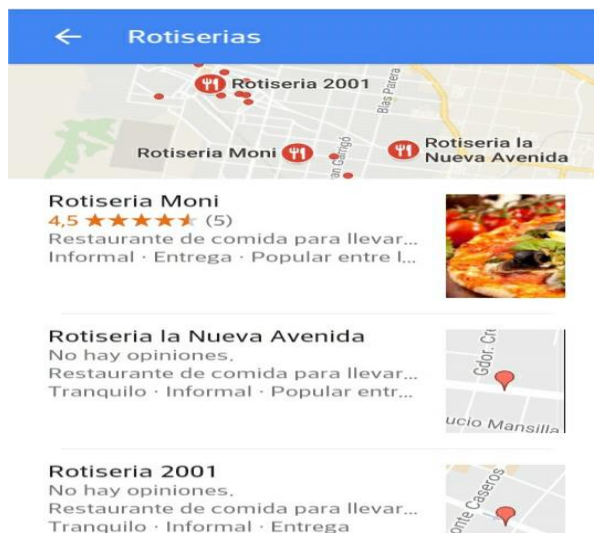 Rotiserias
Rotiseria 2001
Blas Parera
Rotiseria Moni
Rotiseria la
Nueva Avenida
Rotiseria Moni
4,5 (5)
Restaurante de comida para llevar...
Informal · Entrega · Popular entre l...
Rotiseria la Nueva Avenida
No hay opiniones.
Restaurante de comida para llevar...
Tranquilo · Informal · Popular entr...
Gdor. Cre
ucio Mansilla
Rotiseria 2001
No hay opiniones.
Restaurante de comida para llevar...
Tranquilo · Informal · Entrega
onte Caseros